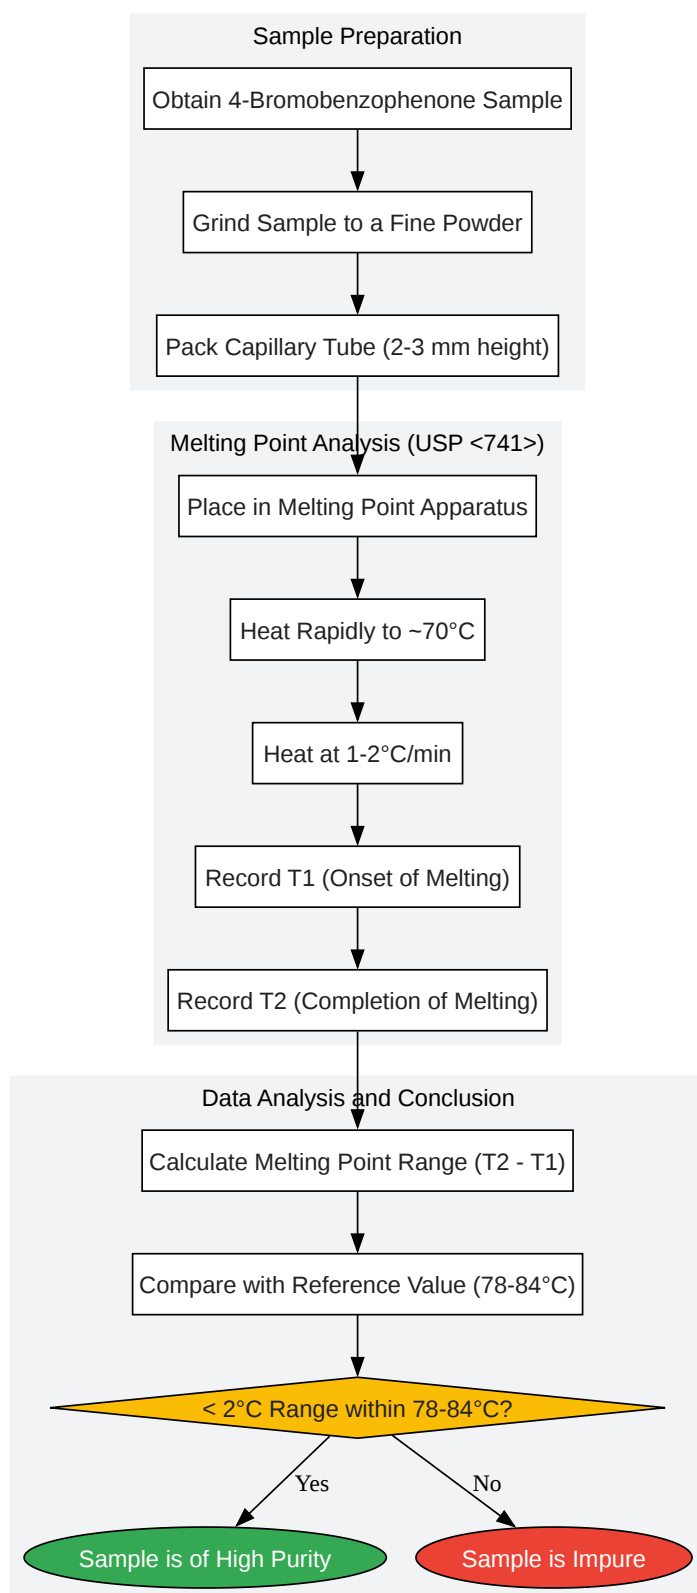 Sample Preparation
Obtain 4-Bromobenzophenone Sample
Grind Sample to a Fine Powder
Pack Capillary Tube (2-3 mm height)
Melting Point Analysis (USP <741>)
Place in Melting Point Apparatus
Heat Rapidly to ~70°C
Heat at 1-2°C/min
Record T1 (Onset of Melting)
Record T2 (Completion of Melting)
Data Analysis and Conclusion
Calculate Melting Point Range (T2 - T1)
Compare with Reference Value (78-84°C)
< 2°C Range within 78-84°C?
Yes
No
Sample is of High Purity
Sample is Impure